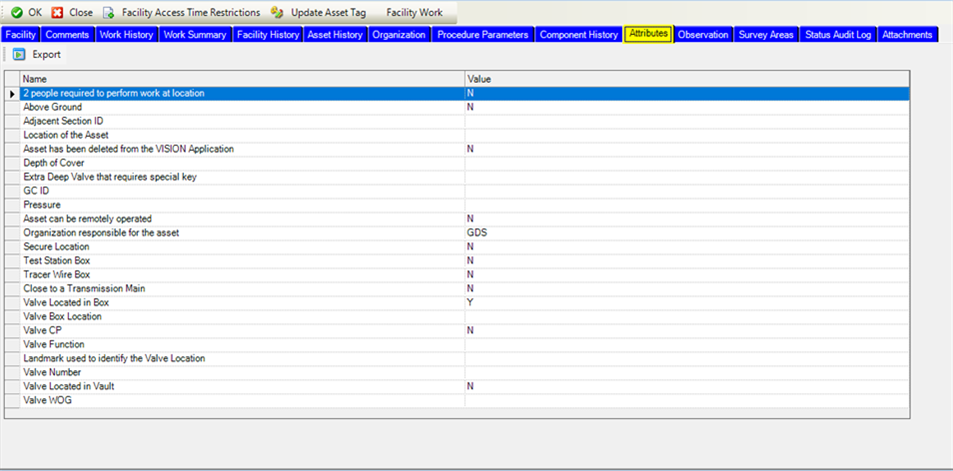 OK Close Facility Access Time Restrictions Update Asset Tag Facility Work
Facility Comments Work History Work Summary Facility History Asset History Organization Procedure Parameters Component History Attributes Observation Survey Areas Status Audit Log Attachments
Export
Name Value
2 people required to perform work at location N
Above Ground N
Adjacent Section ID
Location of the Asset
Asset has been deleted from the VISION Application N
Depth of Cover
Extra Deep Valve that requires special key
GC ID
Pressure
Asset can be remotely operated N
Organization responsible for the asset GDS
Secure Location N
Test Station Box N
Tracer Wire Box N
Close to a Transmission Main N
Valve Located in Box Y
Valve Box Location
Valve CP N
Valve Function
Landmark used to identify the Valve Location
Valve Number
Valve Located in Vault N
Valve WOG